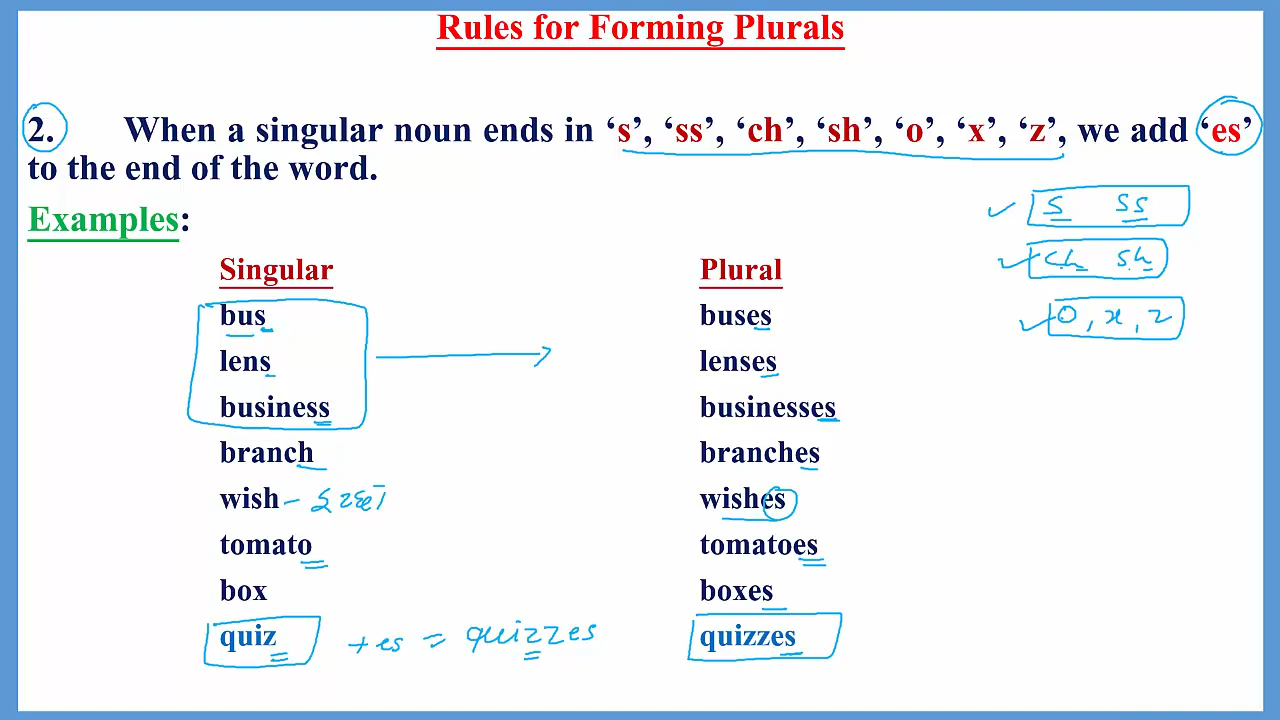 Rules for Forming Plurals
2. When a singular noun ends in ‘s’, ‘ss’, ‘ch’, ‘sh’, ‘o’, ‘x’, ‘z’, we add ‘es’
to the end of the word.
Examples:
s ss
ch sh
o, x, z
Singular Plural
bus buses
lens lenses
business businesses
branch branches
wish – wishes
tomato tomatoes
box boxes
quiz + es = quizzes quizzes